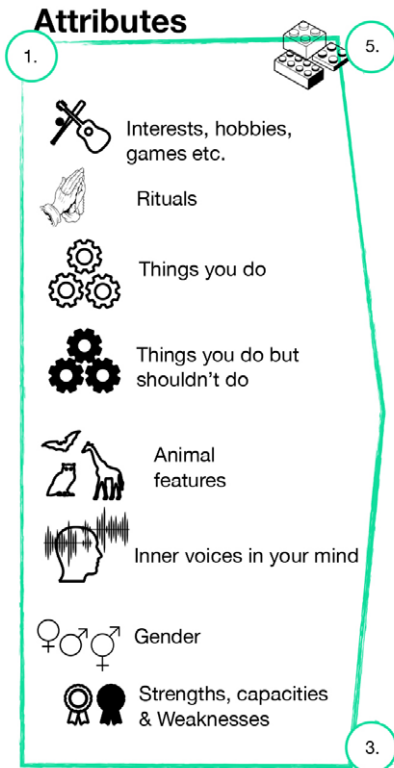 Attributes
1.
5.
Interests, hobbies,
games etc.
Rituals
Things you do
Things you do but
shouldn't do
Animal
features
Inner voices in your mind
Gender
Strengths, capacities
& Weaknesses
3.